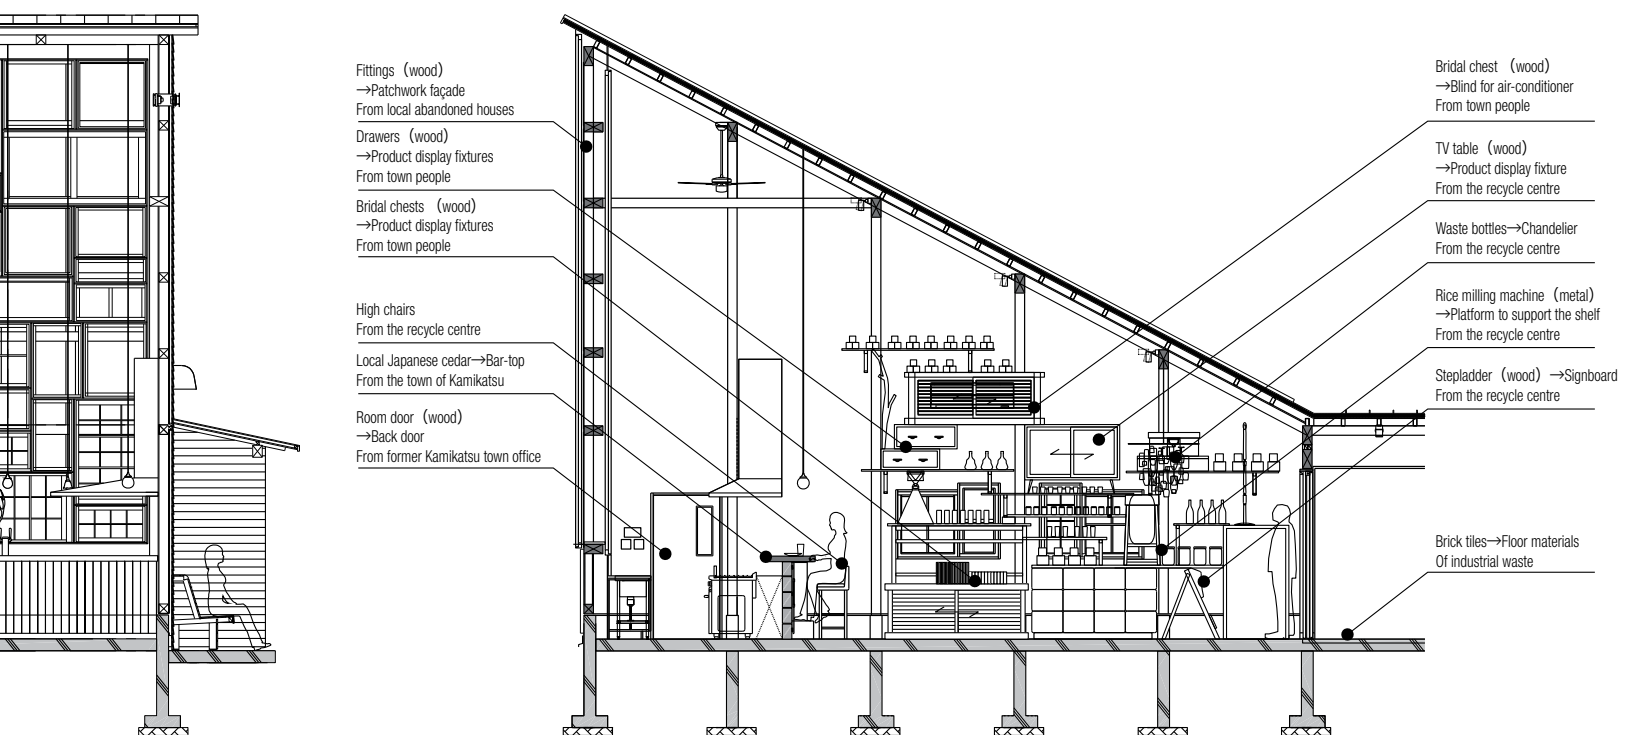 Fittings（wood）
→Patchwork façade
From local abandoned houses
Drawers（wood）
→Product display fixtures
From town people
Bridal chests（wood）
→Product display fixtures
From town people
High chairs
From the recycle centre
Local Japanese cedar→Bar-top
From the town of Kamikatsu
Room door（wood）
→Back door
From former Kamikatsu town office
Bridal chest（wood）
→Blind for air-conditioner
From town people
TV table（wood）
→Product display fixture
From the recycle centre
Waste bottles→Chandelier
From the recycle centre
Rice milling machine（metal）
→Platform to support the shelf
From the recycle centre
Stepladder（wood）→Signboard
From the recycle centre
Brick tiles→Floor materials
Of industrial waste